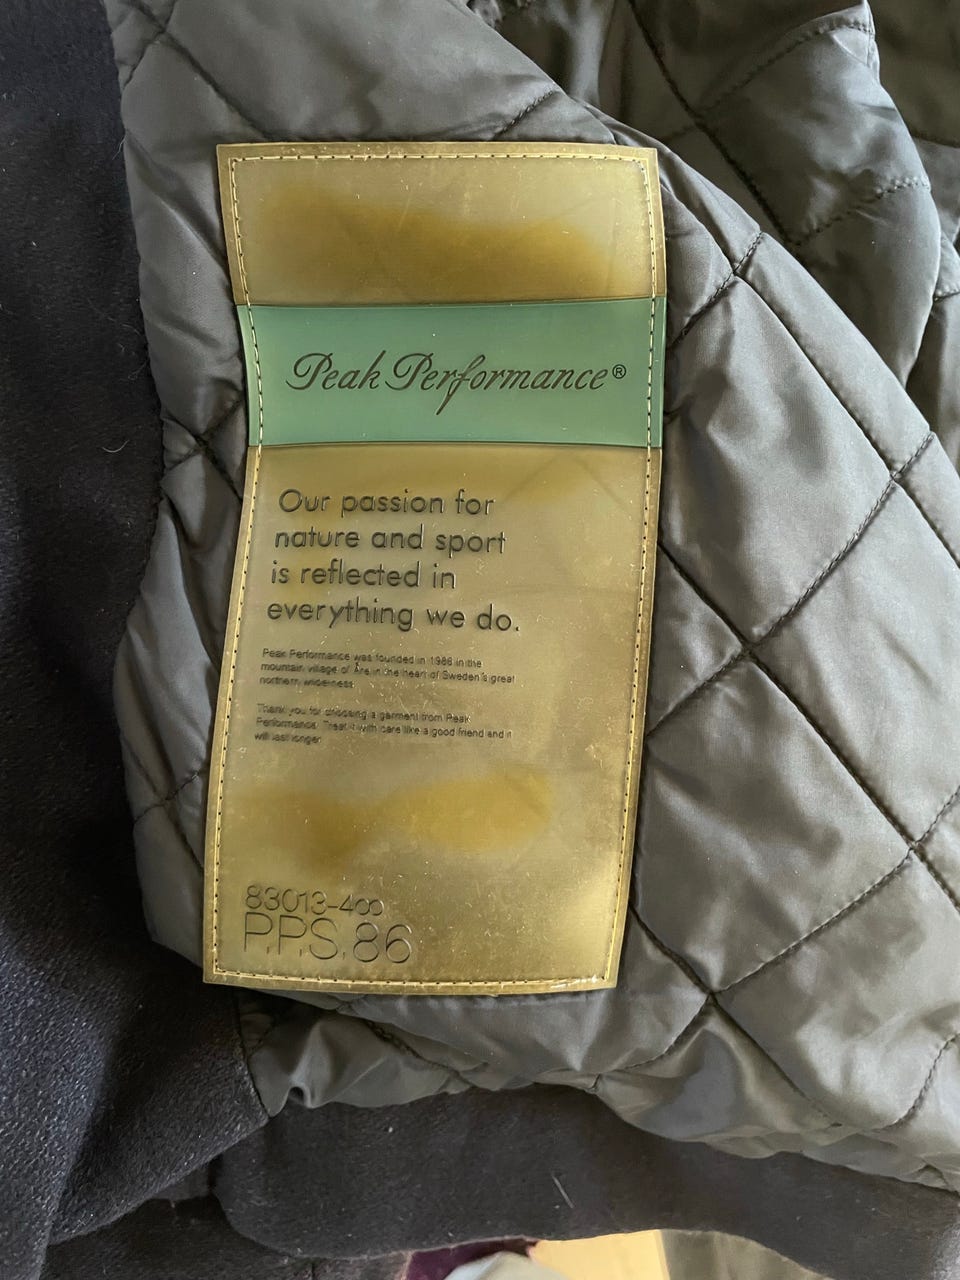 Peak Performance®
Our passion for
nature and sport
is reflected in
everything we do.
Peak Performance was founded in 1986 in the
mountain village of Åre in the heart of Sweden's great
northern wilderness
Thank you for choosing a garment from Peak
Performance. Treat it with care like a good friend and it
will last longer.
83013-400
P.P.S. 86